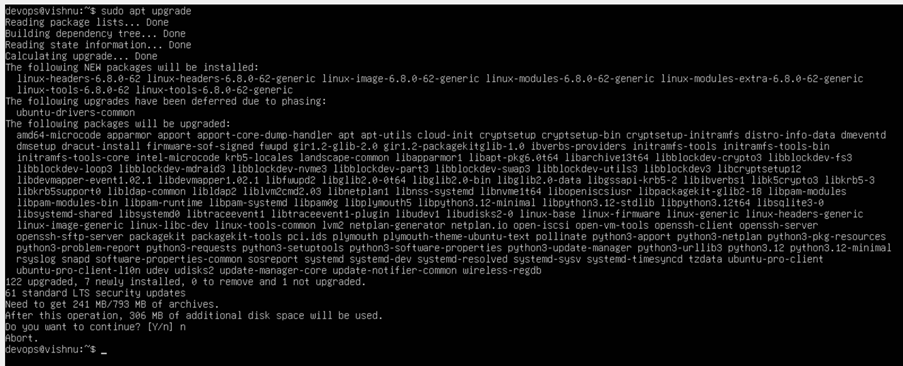 devops@vishnu:~$ sudo apt upgrade
Reading package lists... Done
Building dependency tree... Done
Reading state information... Done
Calculating upgrade... Done
The following NEW packages will be installed:
  linux-headers-6.8.0-62 linux-headers-6.8.0-62-generic linux-image-6.8.0-62-generic linux-modules-6.8.0-62-generic linux-modules-extra-6.8.0-62-generic
  linux-tools-6.8.0-62 linux-tools-6.8.0-62-generic
The following upgrades have been deferred due to phasing:
  ubuntu-drivers-common
The following packages will be upgraded:
  amd64-microcode apparmor apport apport-core-dump-handler apt apt-utils cloud-init cryptsetup cryptsetup-bin cryptsetup-initramfs distro-info-data dmeventd
  dmsetup dracut-install firmware-sof-signed fwupd gir1.2-glib-2.0 gir1.2-packagekitglib-1.0 ibverbs-providers initramfs-tools initramfs-tools-bin
  initramfs-tools-core intel-microcode krb5-locales landscape-common libapparmor1 libapt-pkg6.0t64 libarchive13t64 libblockdev-crypto3 libblockdev-fs3
  libblockdev-loop3 libblockdev-mdraid3 libblockdev-nvme3 libblockdev-part3 libblockdev-swap3 libblockdev-utils3 libblockdev3 libcryptsetup12
  libdevmapper-event1.02.1 libdevmapper1.02.1 libfwupd2 libglib2.0-0t64 libglib2.0-bin libglib2.0-data libgssapi-krb5-2 libibverbs1 libk5crypto3 libkrb5-3
  libkrb5support0 libldap-common libldap2 liblvm2cmd2.03 libnetplan1 libnss-systemd libnvme1t64 libopeniscsiusr libpackagekit-glib2-18 libpam-modules
  libpam-modules-bin libpam-runtime libpam-systemd libpam0g libplymouth5 libpython3.12-minimal libpython3.12-stdlib libpython3.12t64 libsqlite3-0
  libsystemd-shared libsystemd0 libtraceevent1 libtraceevent1-plugin libudev1 libudisks2-0 linux-base linux-firmware linux-generic linux-headers-generic
  linux-image-generic linux-libc-dev linux-tools-common lvm2 netplan-generator netplan.io open-iscsi open-vm-tools openssh-client openssh-server
  openssh-sftp-server packagekit packagekit-tools pci.ids plymouth plymouth-theme-ubuntu-text pollinate python3-apport python3-netplan python3-pkg-resources
  python3-problem-report python3-requests python3-setuptools python3-software-properties python3-update-manager python3-urllib3 python3.12 python3.12-minimal
  rsyslog snapd software-properties-common sosreport systemd systemd-dev systemd-resolved systemd-sysv systemd-timesyncd tzdata ubuntu-pro-client
  ubuntu-pro-client-l10n udev udisks2 update-manager-core update-notifier-common wireless-regdb
122 upgraded, 7 newly installed, 0 to remove and 1 not upgraded.
61 standard LTS security updates
Need to get 241 MB/793 MB of archives.
After this operation, 306 MB of additional disk space will be used.
Do you want to continue? [Y/n] n
Abort.
devops@vishnu:~$ _